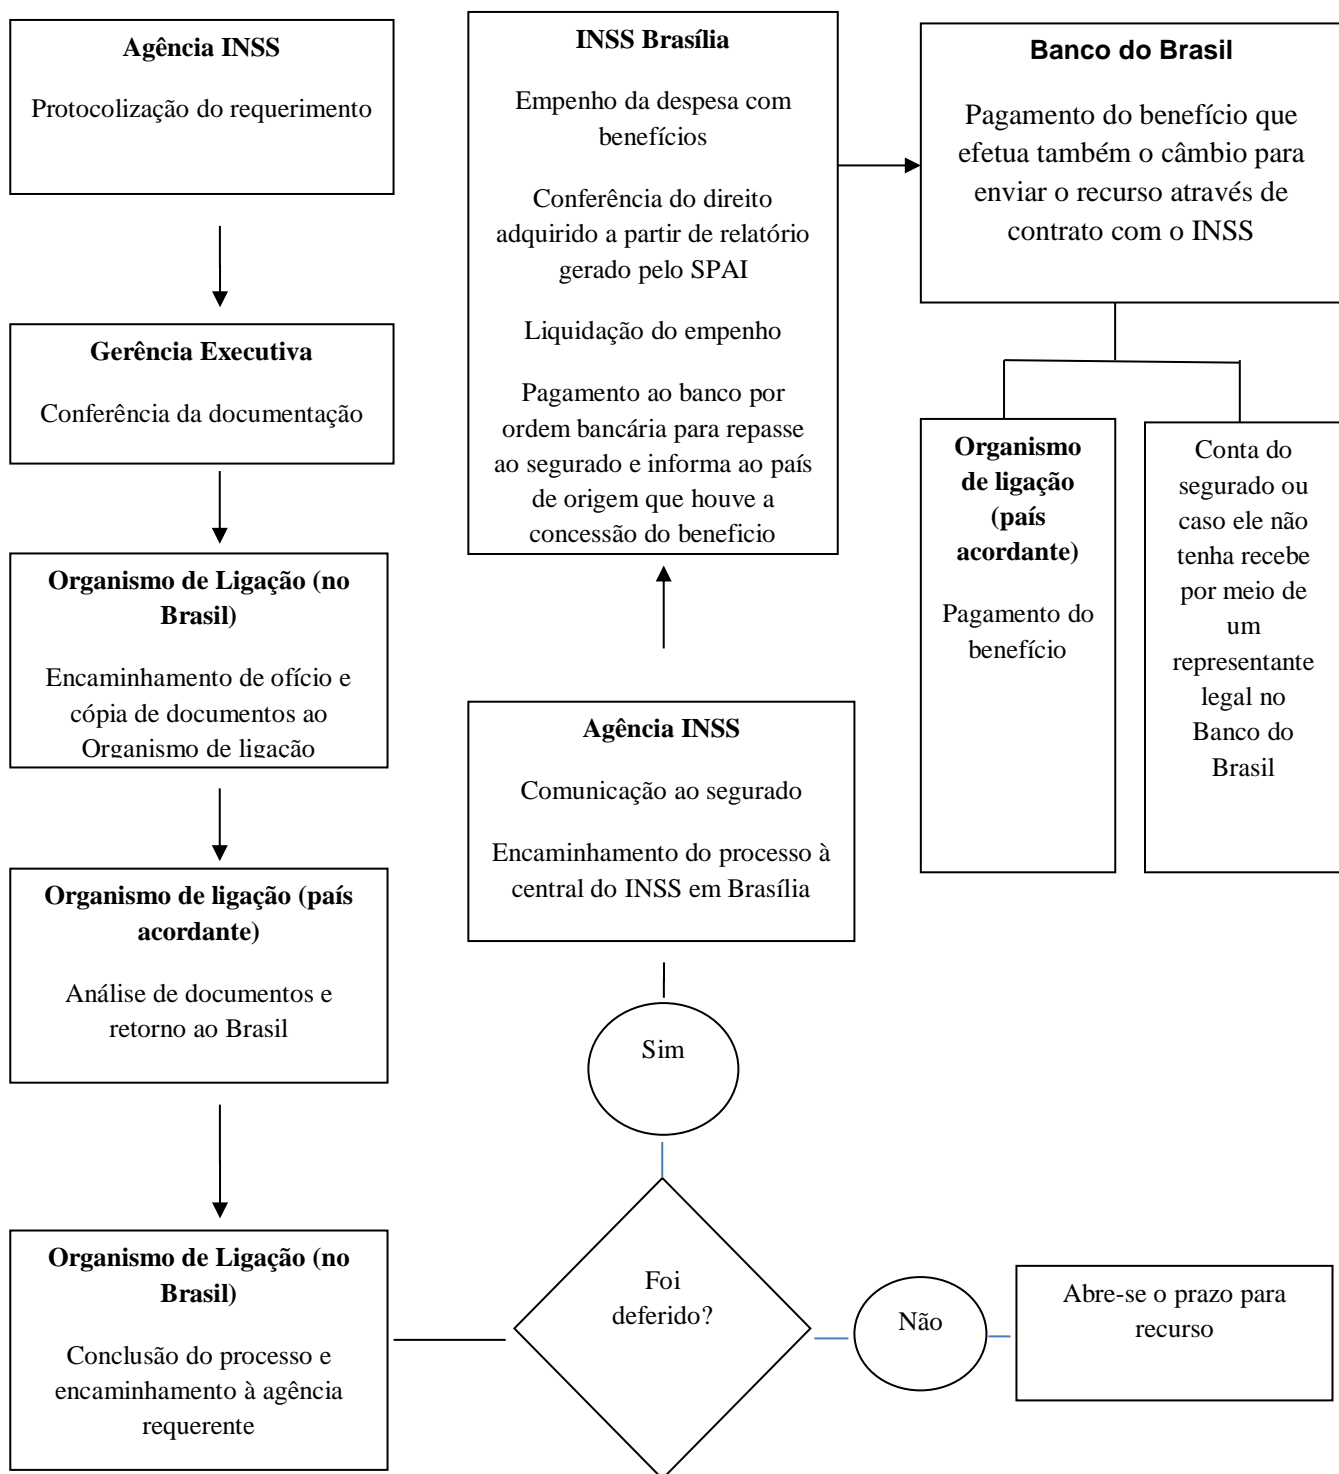 Agência INSS
Protocolização do requerimento
Gerência Executiva
Conferência da documentação
Organismo de Ligação (no
Brasil)
Encaminhamento de ofício e
cópia de documentos ao
Organismo de ligação
Organismo de ligação (país
acordante)
Análise de documentos e
retorno ao Brasil
Organismo de Ligação (no
Brasil)
Conclusão do processo e
encaminhamento à agência
requerente
Foi
deferido?
Não
Abre-se o prazo para
recurso
Sim
Agência INSS
Comunicação ao segurado
Encaminhamento do processo à
central do INSS em Brasília
INSS Brasília
Empenho da despesa com
benefícios
Conferência do direito
adquirido a partir de relatório
gerado pelo SPAI
Liquidação do empenho
Pagamento ao banco por
ordem bancária para repasse
ao segurado e informa ao país
de origem que houve a
concessão do beneficio
Banco do Brasil
Pagamento do benefício que
efetua também o câmbio para
enviar o recurso através de
contrato com o INSS
Organismo
de ligação
(país
acordante)
Pagamento do
benefício
Conta do
segurado ou
caso ele não
tenha recebe
por meio de
um
representante
legal no
Banco do
Brasil